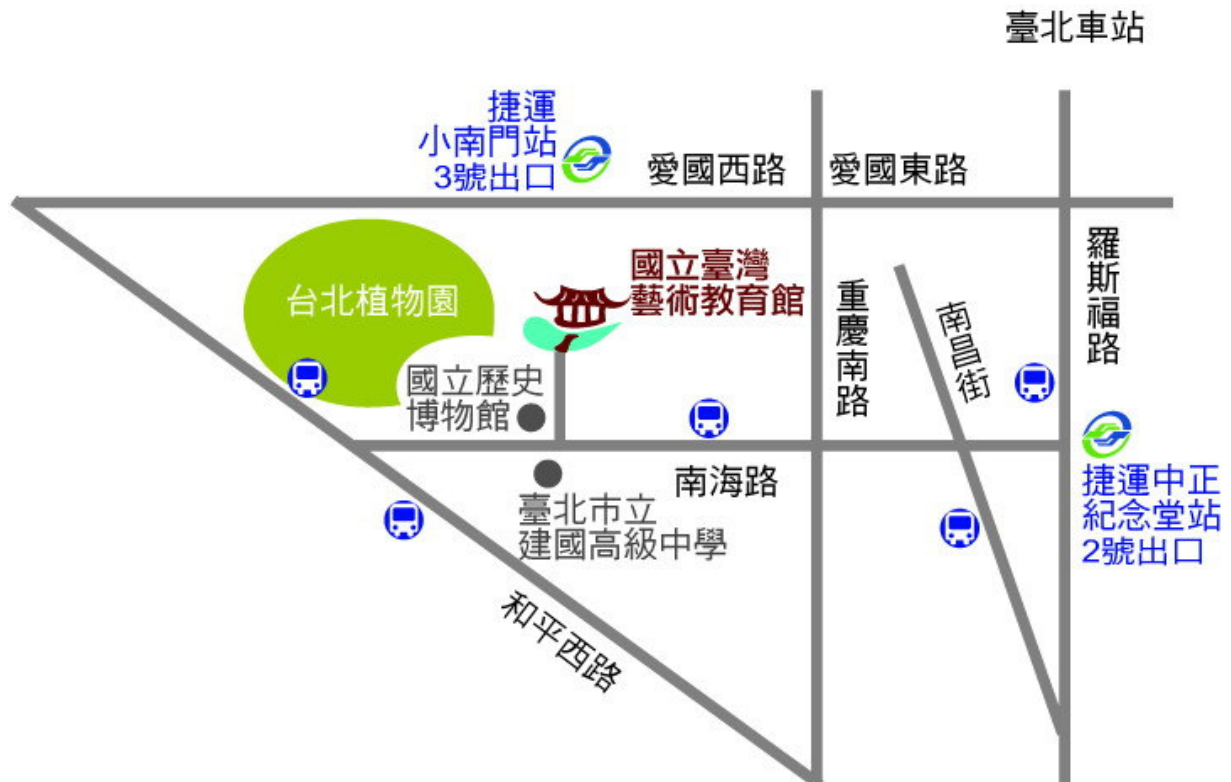 臺北車站
捷運
小南門站
3號出口
愛國西路
愛國東路
羅斯福路
台北植物園
國立臺灣
藝術教育館
重慶南路
南昌街
國立歷史
博物館
南海路
捷運中正
紀念堂站
2號出口
臺北市立
建國高級中學
和平西路